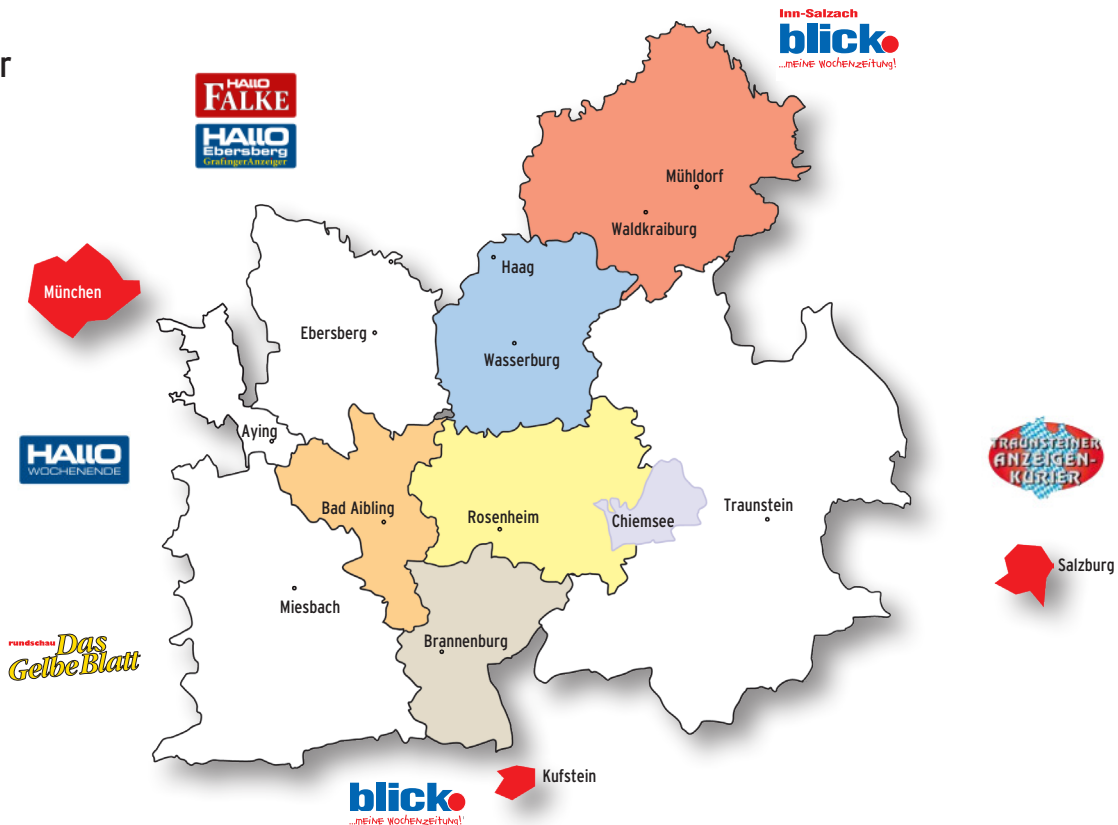 Inn-Salzach
blick
...meine Wochenzeitung!
r
HALLO
FALKE
HALLO
Ebersberg
GrafingerAnzeiger
Mühldorf
Waldkraiburg
Haag
München
Ebersberg
Wasserburg
Aying
HALLO
WOCHENENDE
TRAUNSTEINER
ANZEIGEN-
KURIER
Bad Aibling
Rosenheim
Chiemsee
Traunstein
Salzburg
Miesbach
Brannenburg
rundschau Das
Gelbe Blatt
Kufstein
blick
...meine Wochenzeitung!